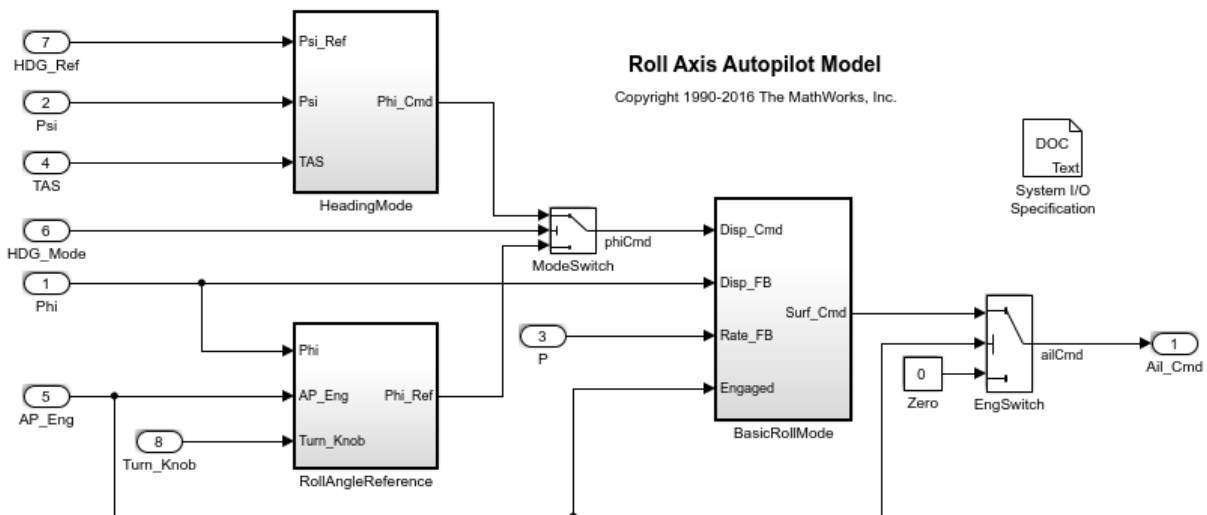 7
HDG_Ref
2
Psi
4
TAS
Psi_Ref
Psi
TAS
Phi_Cmd
HeadingMode
Roll Axis Autopilot Model
Copyright 1990-2016 The MathWorks, Inc.
DOC
Text
System I/O
Specification
6
HDG_Mode
1
Phi
ModeSwitch
phiCmd
5
AP_Eng
8
Turn_Knob
Phi
AP_Eng
Turn_Knob
Phi_Ref
RollAngleReference
3
P
Disp_Cmd
Disp_FB
Rate_FB
Engaged
Surf_Cmd
BasicRollMode
0
Zero
EngSwitch
ailCmd
1
Ail_Cmd